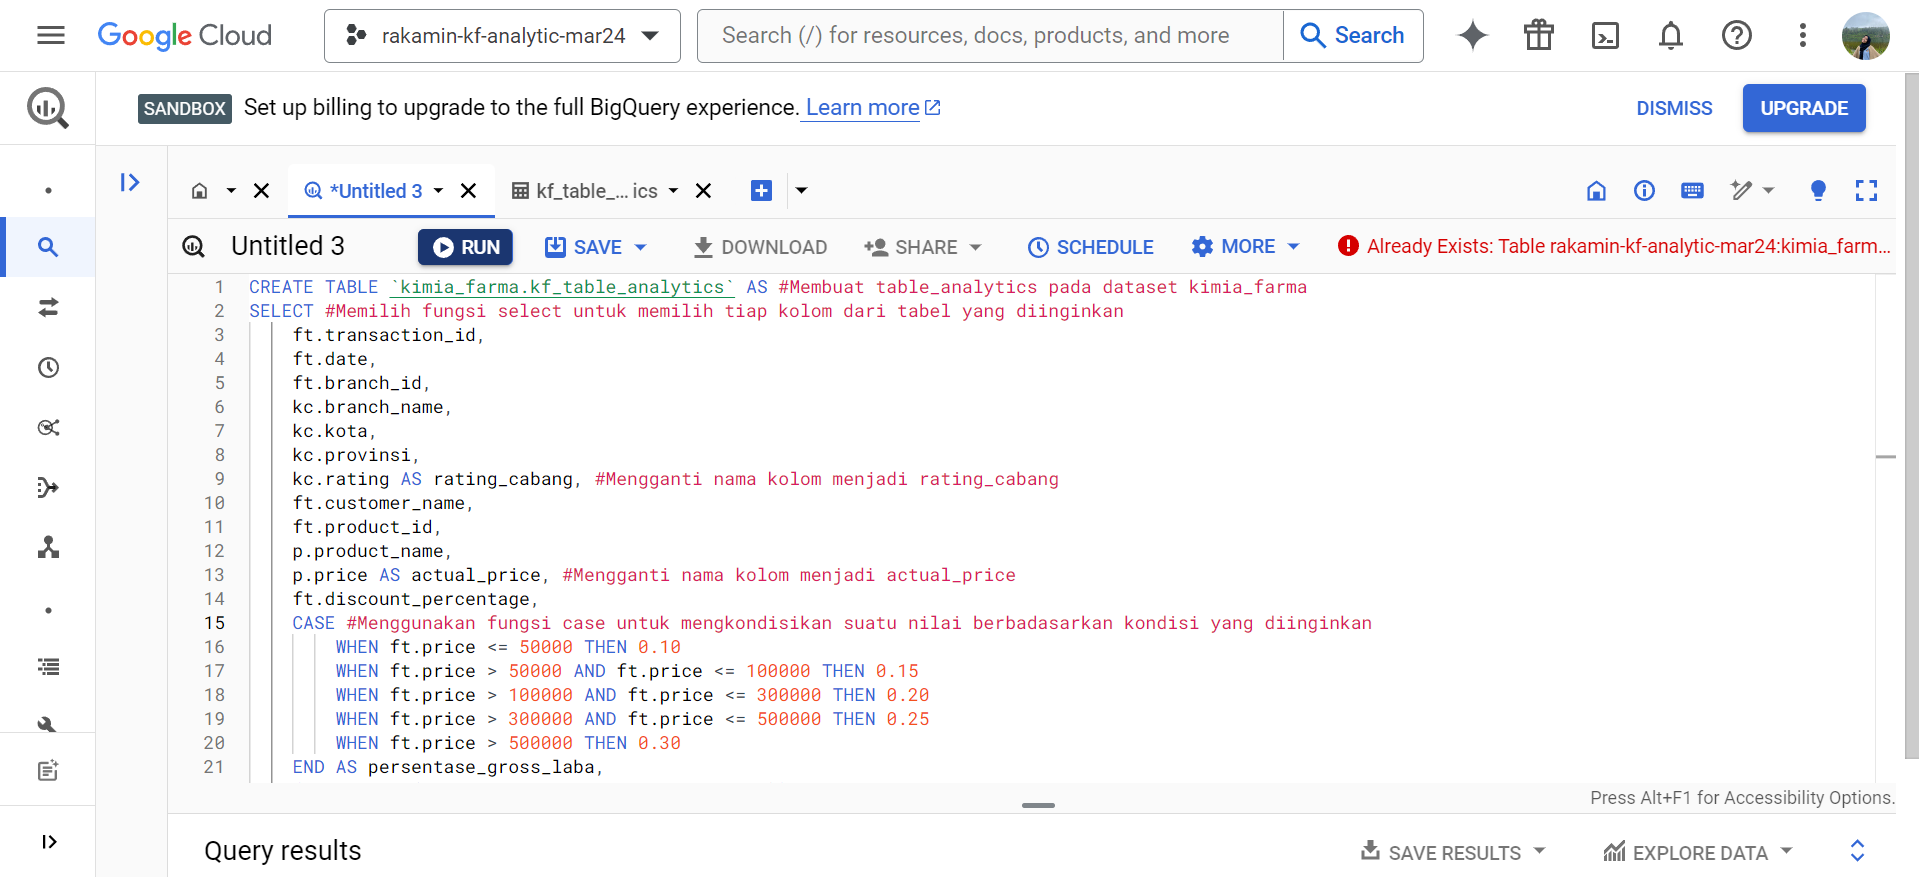 Google Cloud
rakamin-kf-analytic-mar24
Search (/) for resources, docs, products, and more
Search
SANDBOX Set up billing to upgrade to the full BigQuery experience. Learn more
DISMISS
UPGRADE
*Untitled 3
kf_table_... ics
Untitled 3
RUN
SAVE
DOWNLOAD
SHARE
SCHEDULE
MORE
Already Exists: Table rakamin-kf-analytic-mar24:kimia_farm...
1 CREATE TABLE `kimia_farma.kf_table_analytics` AS #Membuat table_analytics pada dataset kimia_farma
2 SELECT #Memilih fungsi select untuk memilih tiap kolom dari tabel yang diinginkan
3 ft.transaction_id,
4 ft.date,
5 ft.branch_id,
6 kc.branch_name,
7 kc.kota,
8 kc.provinsi,
9 kc.rating AS rating_cabang, #Mengganti nama kolom menjadi rating_cabang
10 ft.customer_name,
11 ft.product_id,
12 p.product_name,
13 p.price AS actual_price, #Mengganti nama kolom menjadi actual_price
14 ft.discount_percentage,
15 CASE #Menggunakan fungsi case untuk mengkondisikan suatu nilai berbadasarkan kondisi yang diinginkan
16 WHEN ft.price <= 50000 THEN 0.10
17 WHEN ft.price > 50000 AND ft.price <= 100000 THEN 0.15
18 WHEN ft.price > 100000 AND ft.price <= 300000 THEN 0.20
19 WHEN ft.price > 300000 AND ft.price <= 500000 THEN 0.25
20 WHEN ft.price > 500000 THEN 0.30
21 END AS persentase_gross_laba,
Press Alt+F1 for Accessibility Options.
Query results
SAVE RESULTS
EXPLORE DATA